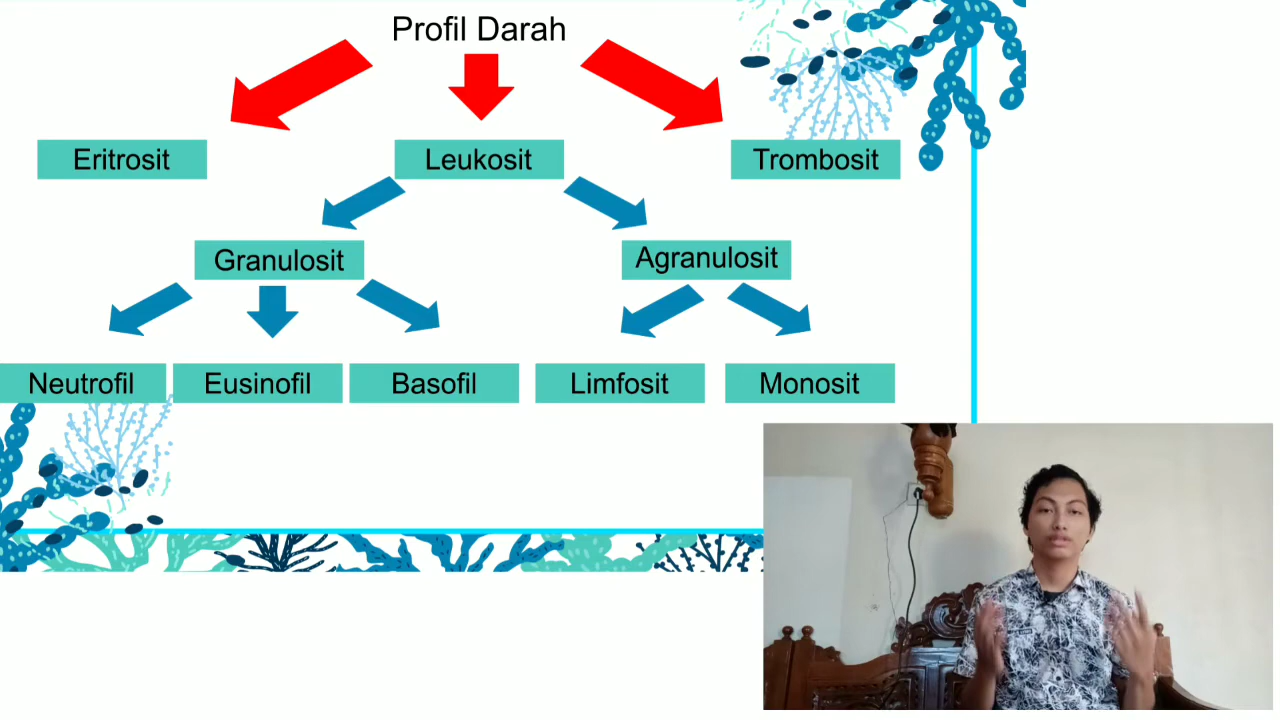 Profil Darah
Eritrosit
Leukosit
Trombosit
Granulosit
Agranulosit
Neutrofil
Eusinofil
Basofil
Limfosit
Monosit